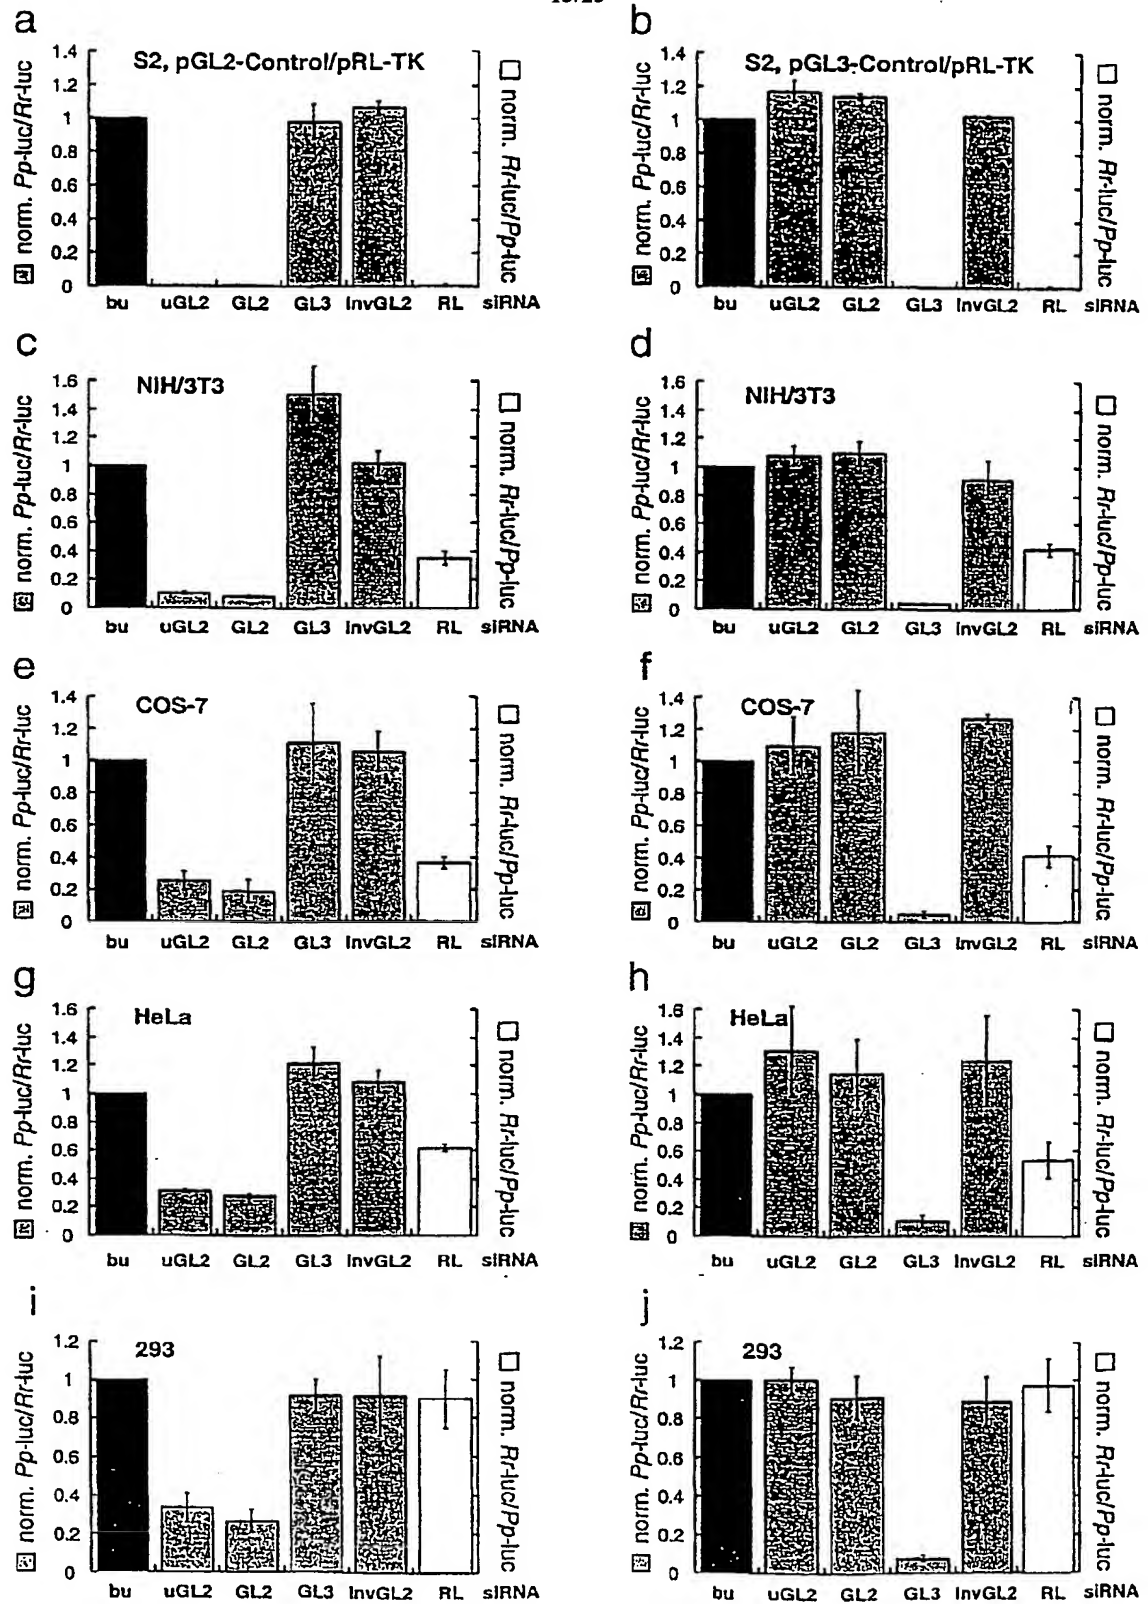 a
S2, pGL2-Control/pRL-TK
norm. Pp-luc/Rr-luc
1.4
1.2
1
0.8
0.6
0.4
0.2
0
norm. Rr-luc/Pp-luc
bu uGL2 GL2 GL3 invGL2 RL siRNA
b
S2, pGL3-Control/pRL-TK
norm. Pp-luc/Rr-luc
1.4
1.2
1
0.8
0.6
0.4
0.2
0
norm. Rr-luc/Pp-luc
bu uGL2 GL2 GL3 invGL2 RL siRNA
c
NIH/3T3
norm. Pp-luc/Rr-luc
1.6
1.4
1.2
1
0.8
0.6
0.4
0.2
0
norm. Rr-luc/Pp-luc
bu uGL2 GL2 GL3 invGL2 RL siRNA
d
NIH/3T3
norm. Pp-luc/Rr-luc
1.6
1.4
1.2
1
0.8
0.6
0.4
0.2
0
norm. Rr-luc/Pp-luc
bu uGL2 GL2 GL3 invGL2 RL siRNA
e
COS-7
norm. Pp-luc/Rr-luc
1.4
1.2
1
0.8
0.6
0.4
0.2
0
norm. Rr-luc/Pp-luc
bu uGL2 GL2 GL3 invGL2 RL siRNA
f
COS-7
norm. Pp-luc/Rr-luc
1.4
1.2
1
0.8
0.6
0.4
0.2
0
norm. Rr-luc/Pp-luc
bu uGL2 GL2 GL3 invGL2 RL siRNA
g
HeLa
norm. Pp-luc/Rr-luc
1.6
1.4
1.2
1
0.8
0.6
0.4
0.2
0
norm. Rr-luc/Pp-luc
bu uGL2 GL2 GL3 invGL2 RL siRNA
h
HeLa
norm. Pp-luc/Rr-luc
1.6
1.4
1.2
1
0.8
0.6
0.4
0.2
0
norm. Rr-luc/Pp-luc
bu uGL2 GL2 GL3 invGL2 RL siRNA
i
293
norm. Pp-luc/Rr-luc
1.2
1
0.8
0.6
0.4
0.2
0
norm. Rr-luc/Pp-luc
bu uGL2 GL2 GL3 invGL2 RL siRNA
j
293
norm. Pp-luc/Rr-luc
1.2
1
0.8
0.6
0.4
0.2
0
norm. Rr-luc/Pp-luc
bu uGL2 GL2 GL3 invGL2 RL siRNA